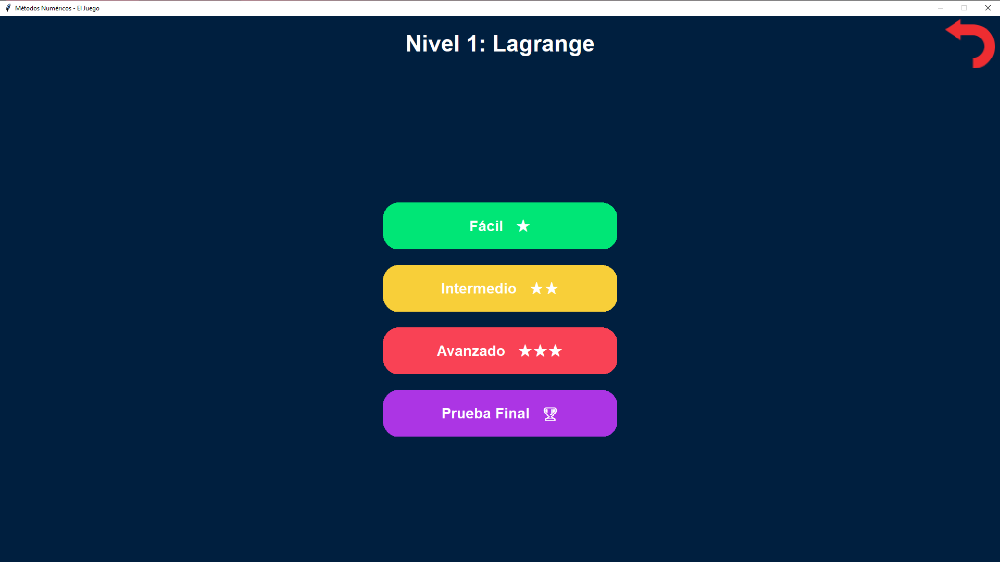 Métodos Numéricos - El Juego
Nivel 1: Lagrange
Fácil ★
Intermedio ★★
Avanzado ★★★
Prueba Final 🏆